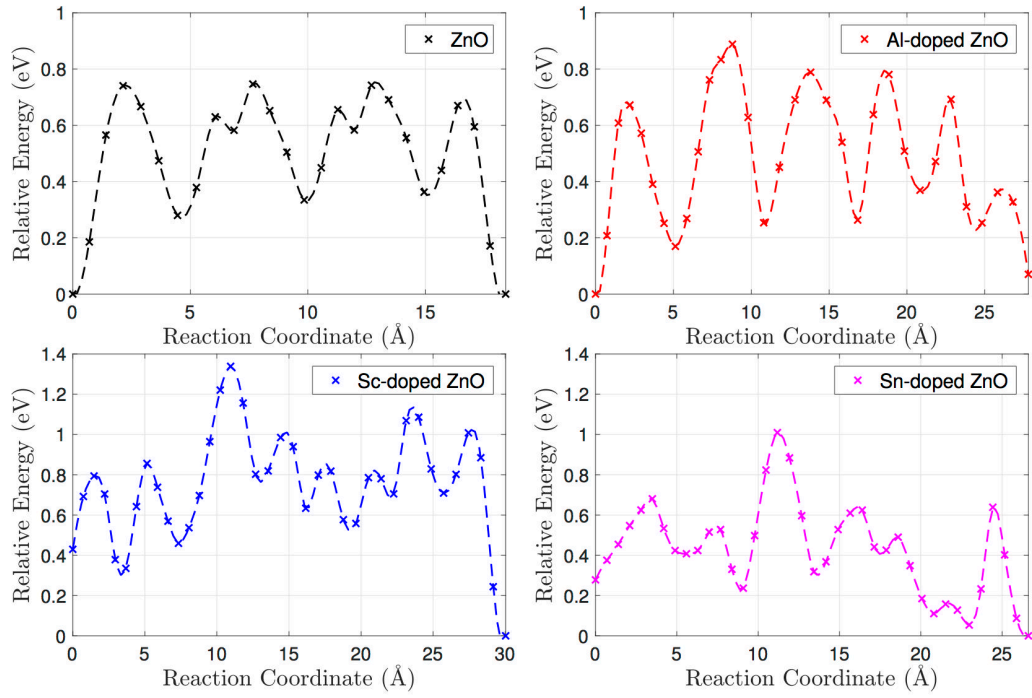 ZnO
Relative Energy (eV)
1
0.8
0.6
0.4
0.2
0
0 5 10 15
Reaction Coordinate (Å)
Al-doped ZnO
Relative Energy (eV)
1
0.8
0.6
0.4
0.2
0
0 5 10 15 20 25
Reaction Coordinate (Å)
Sc-doped ZnO
Relative Energy (eV)
1.4
1.2
1
0.8
0.6
0.4
0.2
0
0 5 10 15 20 25 30
Reaction Coordinate (Å)
Sn-doped ZnO
Relative Energy (eV)
1.4
1.2
1
0.8
0.6
0.4
0.2
0
0 5 10 15 20 25
Reaction Coordinate (Å)